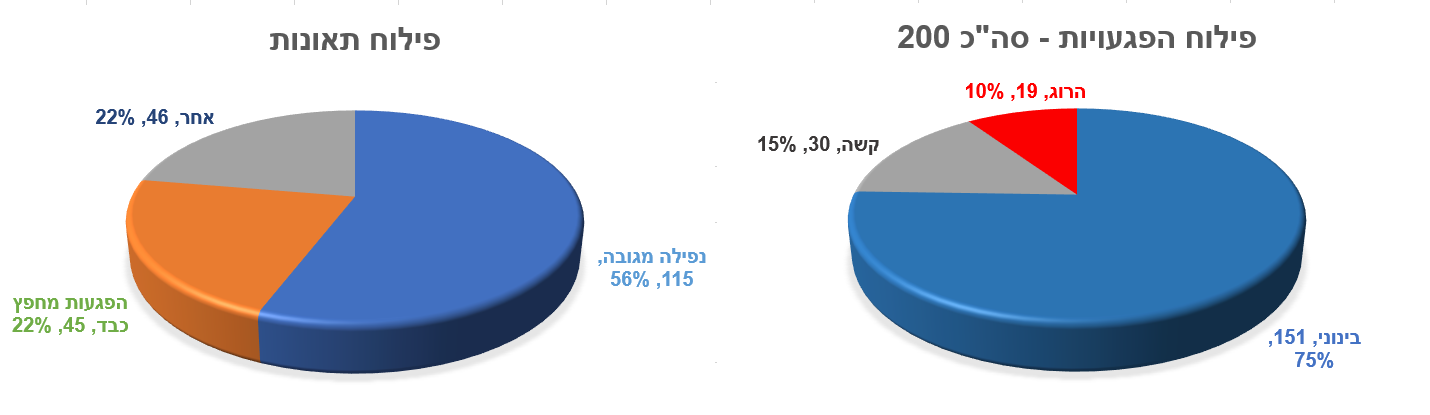 פילוח הפגעויות - סה"כ 200
הרוג, 19, 10%
קשה, 30, 15%
בינוני, 151,
75%
פילוח תאונות
אחר, 46, 22%
נפילה מגובה,
115, 56%
הפגעות מחפץ
כבד, 45, 22%